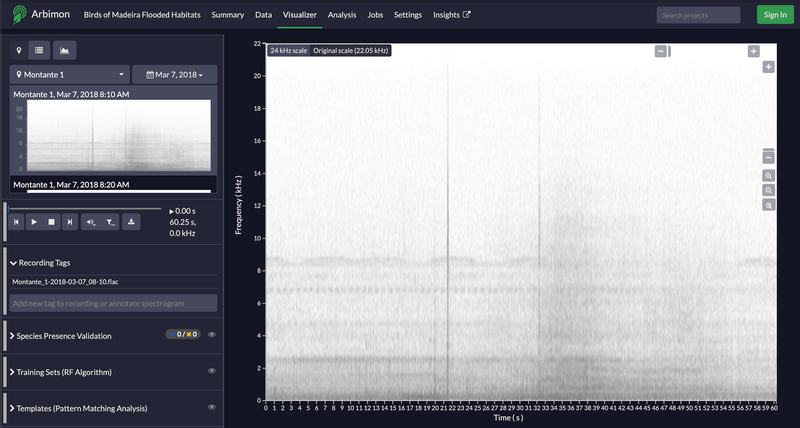 Arbimon Birds of Madeira Flooded Habitats Summary Data Visualizer Analysis Jobs Settings Insights Search projects Sign In
Montante 1 Mar 7, 2018
Montante 1, Mar 7, 2018 8:10 AM
20
18
12
8
4
0
Montante 1, Mar 7, 2018 8:20 AM
0.00 s
60.25 s,
0.0 kHz
Recording Tags
Montante_1-2018-03-07_08-10.flac
Add new tag to recording or annotate spectrogram
Species Presence Validation 0 / 0
Training Sets (RF Algorithm)
Templates (Pattern Matching Analysis)
24 kHz scale Original scale (22.05 kHz)
Frequency ( kHz )
22
20
18
16
14
12
10
8
6
4
2
0
0 1 2 3 4 5 6 7 8 9 10 11 12 13 14 15 16 17 18 19 20 21 22 23 24 25 26 27 28 29 30 31 32 33 34 35 36 37 38 39 40 41 42 43 44 45 46 47 48 49 50 51 52 53 54 55 56 57 58 59 60
Time ( s )